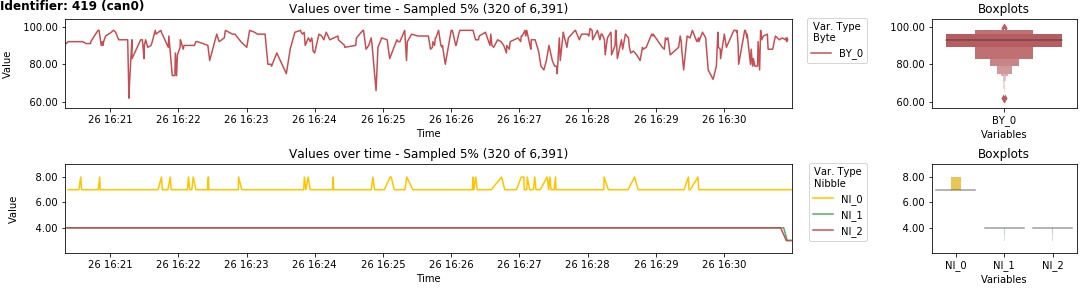 Identifier: 419 (can0)
Values over time - Sampled 5% (320 of 6,391)
Boxplots
Value
100.00
80.00
60.00
26 16:21 26 16:22 26 16:23 26 16:24 26 16:25 26 16:26 26 16:27 26 16:28 26 16:29 26 16:30
Time
Var. Type
Byte
BY_0
100.00
80.00
60.00
BY_0
Variables
Values over time - Sampled 5% (320 of 6,391)
Boxplots
Value
8.00
6.00
4.00
26 16:21 26 16:22 26 16:23 26 16:24 26 16:25 26 16:26 26 16:27 26 16:28 26 16:29 26 16:30
Time
Var. Type
Nibble
NI_0
NI_1
NI_2
8.00
6.00
4.00
NI_0 NI_1 NI_2
Variables